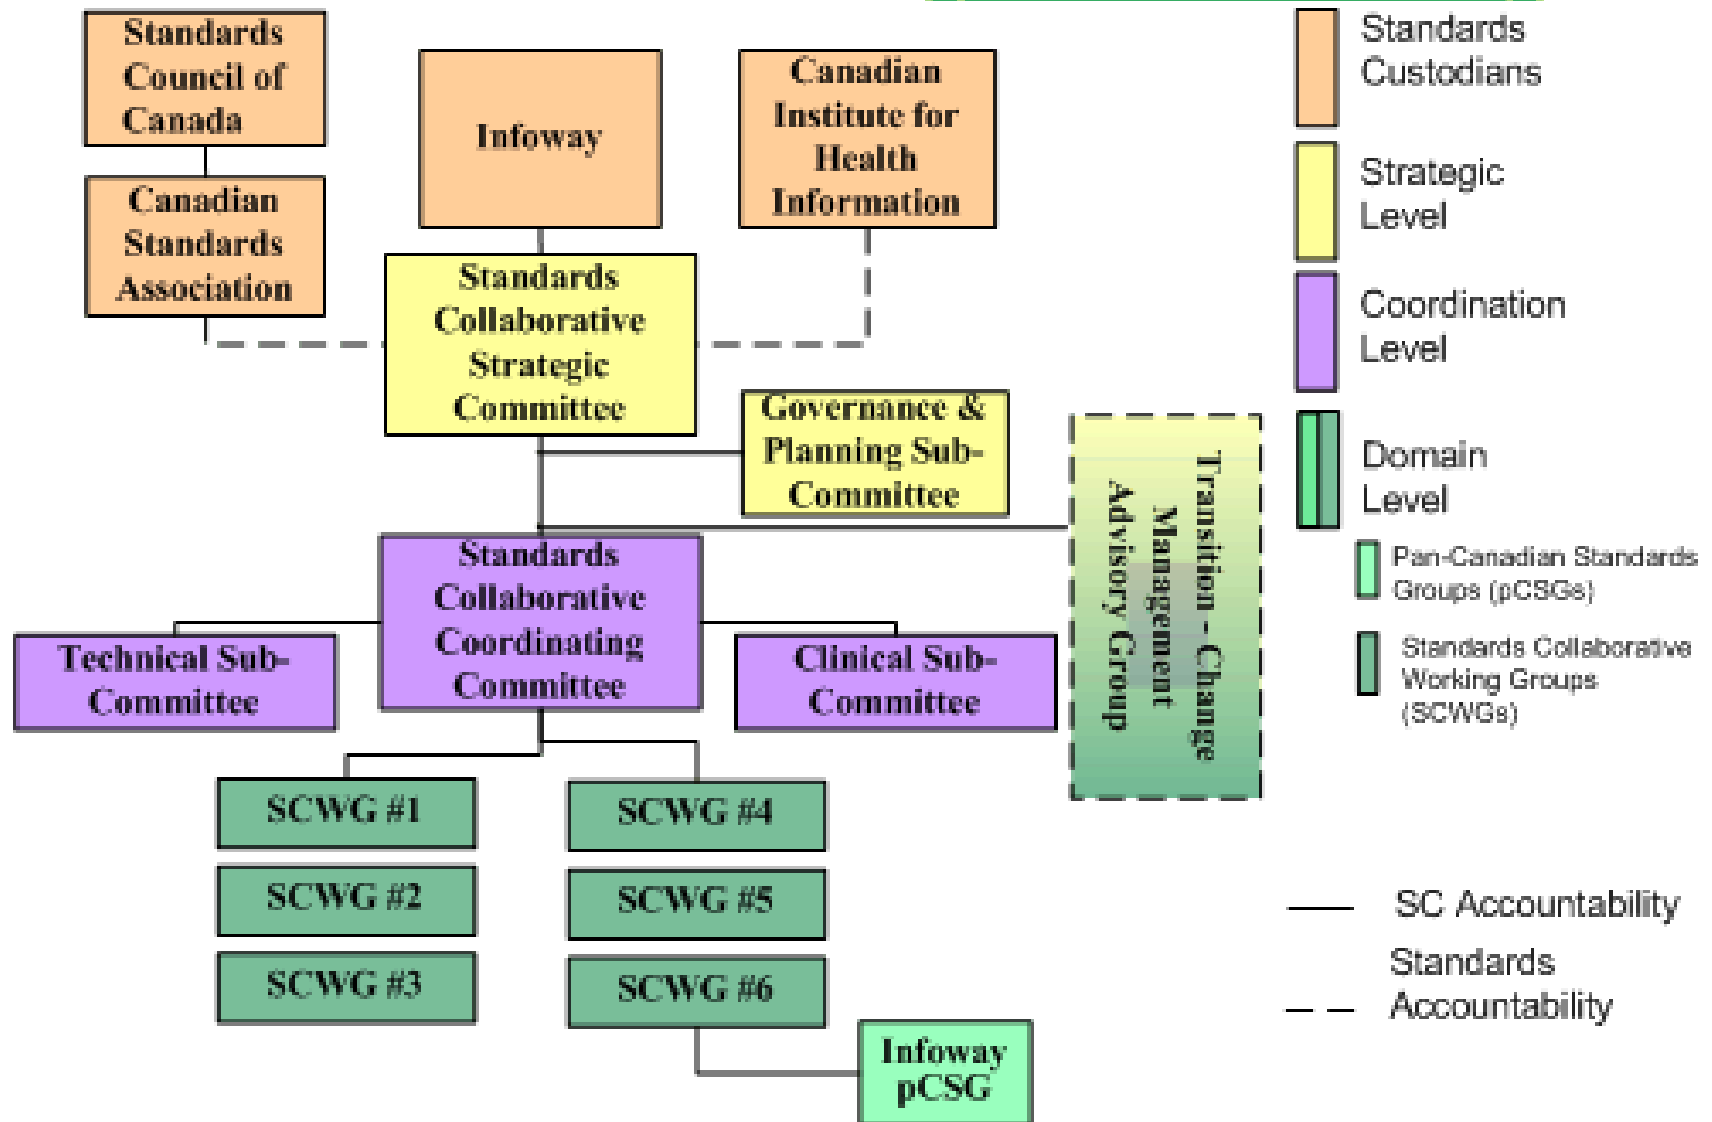 Standards
Council of
Canada
Canadian
Standards
Association
Infoway
Canadian
Institute for
Health
Information
Standards
Collaborative
Strategic
Committee
Governance &
Planning Sub-
Committee
Standards
Collaborative
Coordinating
Committee
Technical Sub-
Committee
Clinical Sub-
Committee
Transition - Change
Management
Advisory Group
SCWG #1
SCWG #2
SCWG #3
SCWG #4
SCWG #5
SCWG #6
Infoway
pCSG
Standards
Custodians
Strategic
Level
Coordination
Level
Domain
Level
Pan-Canadian Standards
Groups (pCSGs)
Standards Collaborative
Working Groups
(SCWGs)
SC Accountability
Standards
Accountability